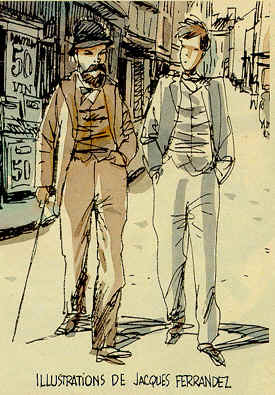 50
VIN
50
ILLUSTRATIONS DE JACQUES FERRANDEZ